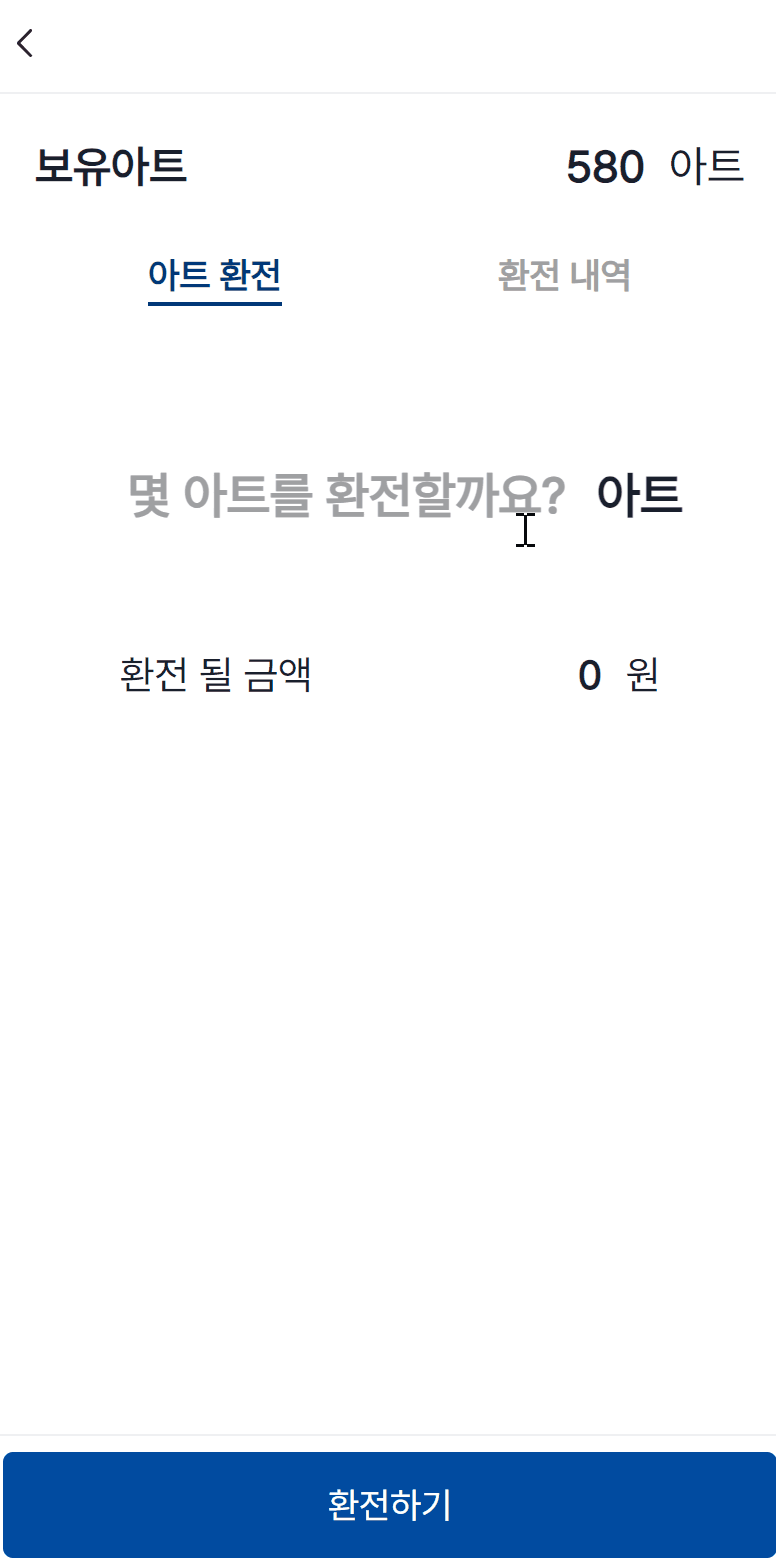 보유아트 580 아트
아트 환전 환전 내역
몇 아트를 환전할까요? 아트
환전 될 금액 0 원
환전하기